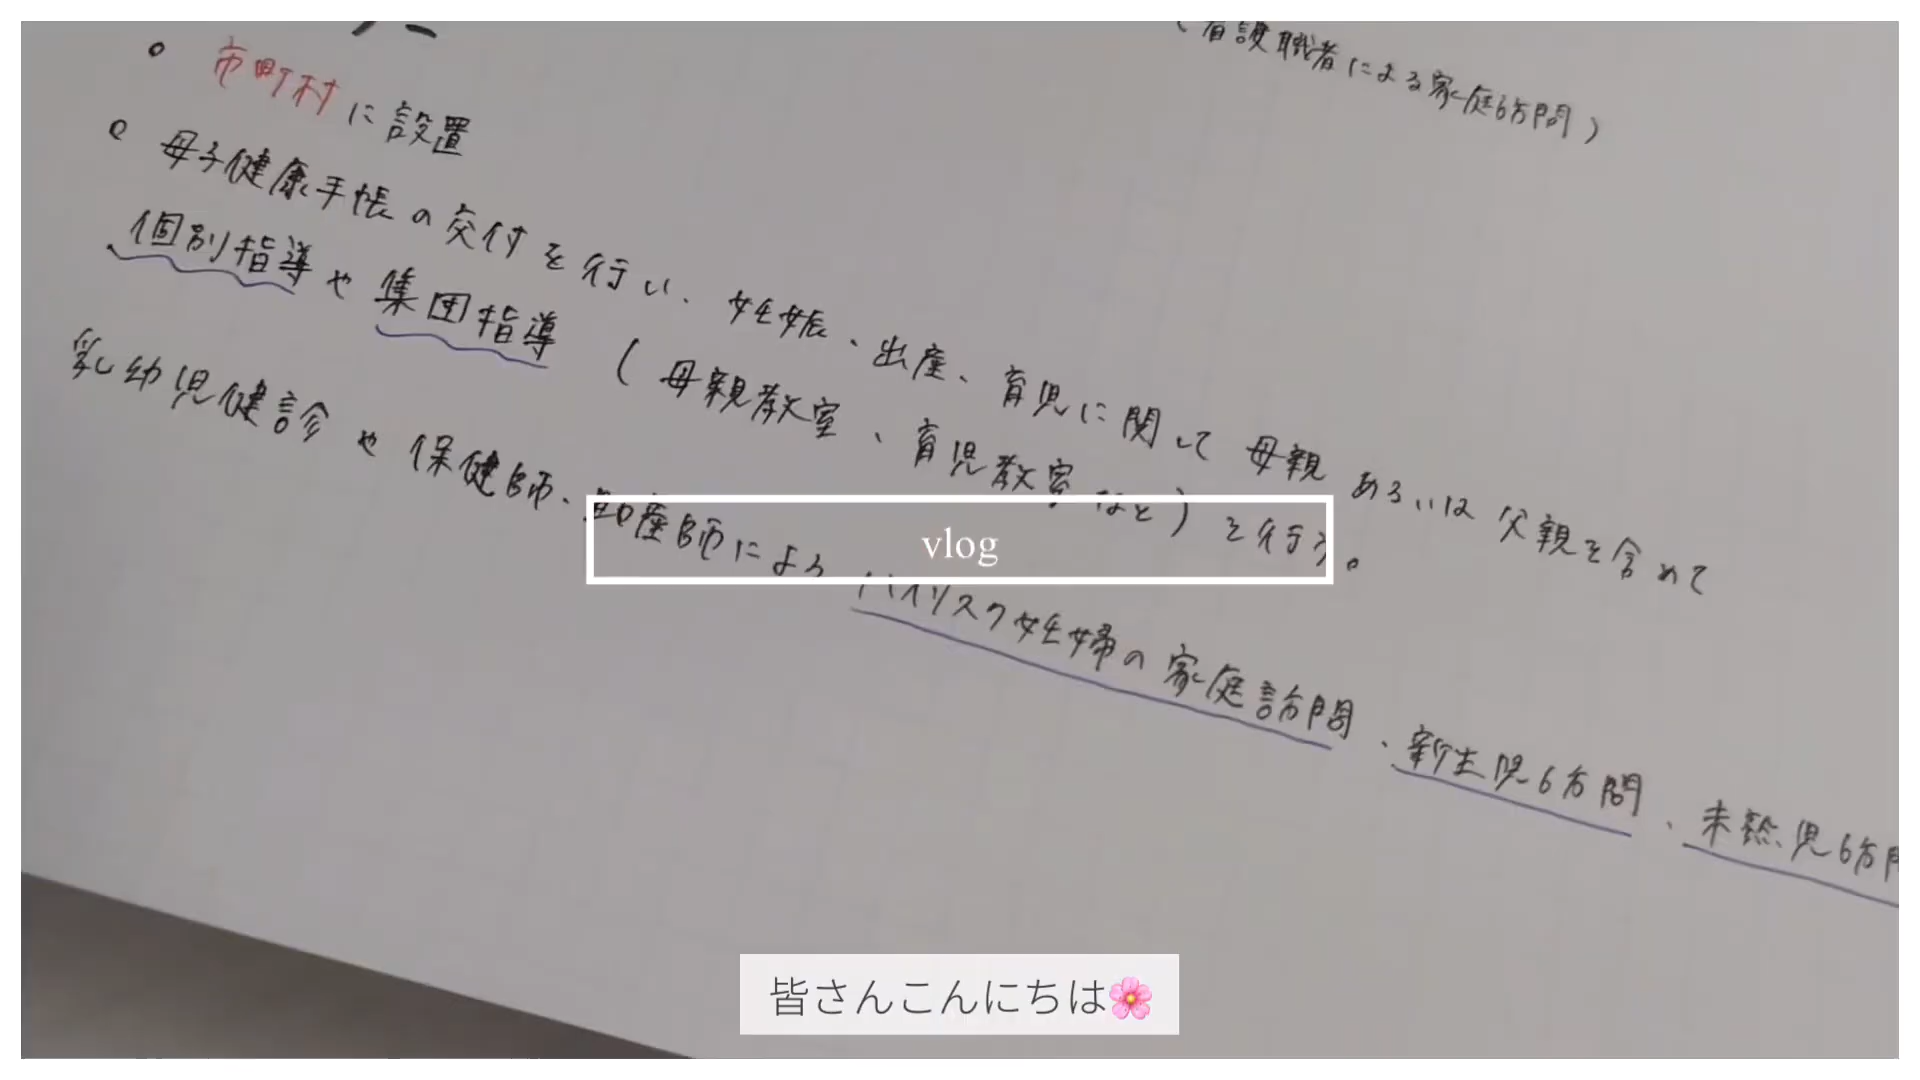 (看護職者による家庭訪問)
○ 市町村に設置
○ 母子健康手帳の交付を行い、妊娠、出産、育児に関して母親あるいは父親を含めて
個別指導や集団指導(母親教室、育児教室など)を行う。
乳幼児健診や保健師、助産師によるハイリスク妊婦の家庭訪問、新生児訪問、未熟児訪問
vlog
皆さんこんにちは🌸